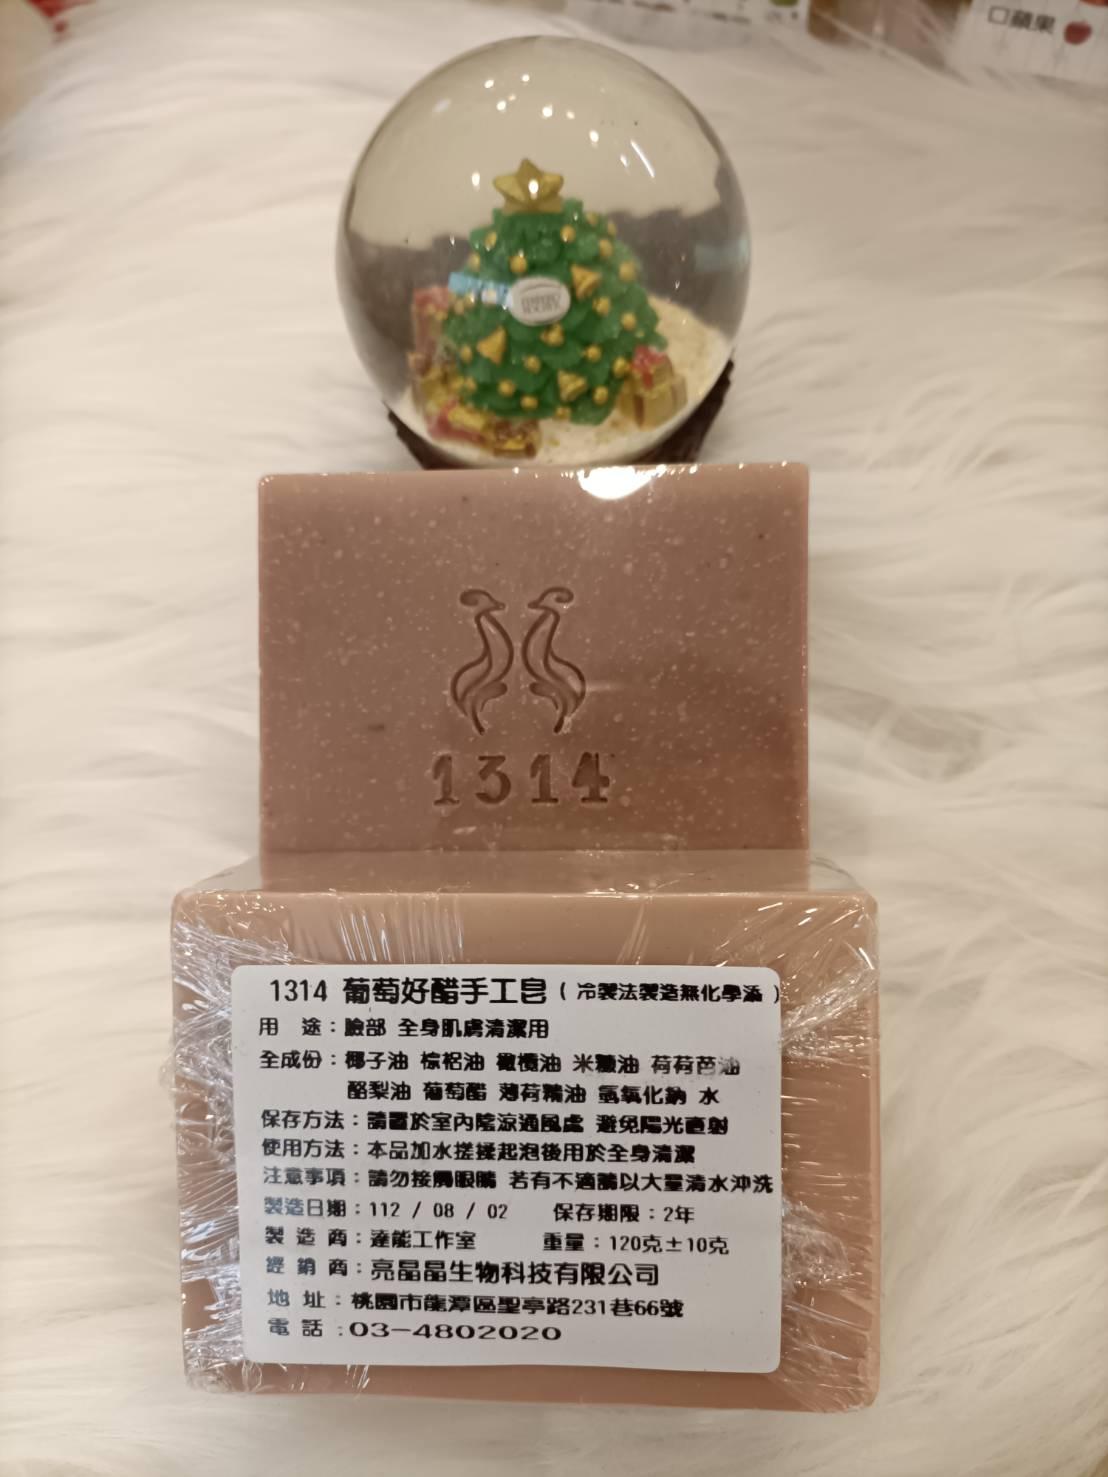 口蘋果
1314
1314 葡萄好醋手工皂 ( 冷製法製造無化學添 )
用 途：臉部 全身肌膚清潔用
全成份：椰子油 棕梠油 橄欖油 米糠油 荷荷芭油
酪梨油 葡萄醋 薄荷精油 氫氧化鈉 水
保存方法：請置於室內陰涼通風處 避免陽光直射
使用方法：本品加水搓揉起泡後用於全身清潔
注意事項：請勿接觸眼睛 若有不適請以大量清水沖洗
製造日期：112 / 08 / 02 保存期限：2年
製 造 商：達能工作室 重量：120克±10克
經 銷 商：亮晶晶生物科技有限公司
地 址：桃園市龍潭區聖亭路231巷66號
電 話 :03-4802020